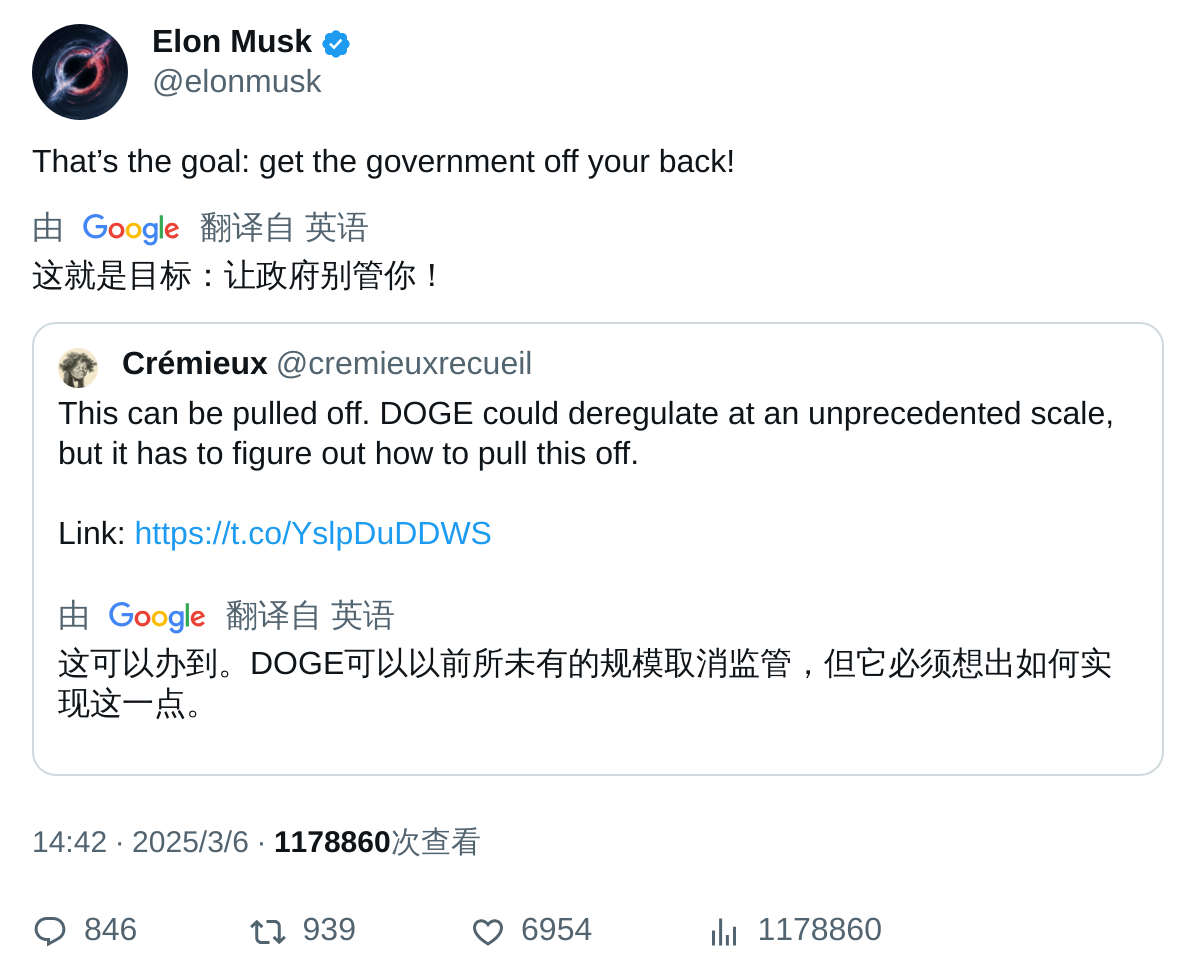 Elon Musk
@elonmusk
That’s the goal: get the government off your back!
由 Google 翻译自 英语
这就是目标：让政府别管你！
Crémieux @cremieuxrecueil
This can be pulled off. DOGE could deregulate at an unprecedented scale,
but it has to figure out how to pull this off.
Link: https://t.co/YslpDuDDWS
由 Google 翻译自 英语
这可以办到。DOGE可以以前所未有的规模取消监管，但它必须想出如何实
现这一点。
14:42 · 2025/3/6 · 1178860次查看
846 939 6954 1178860